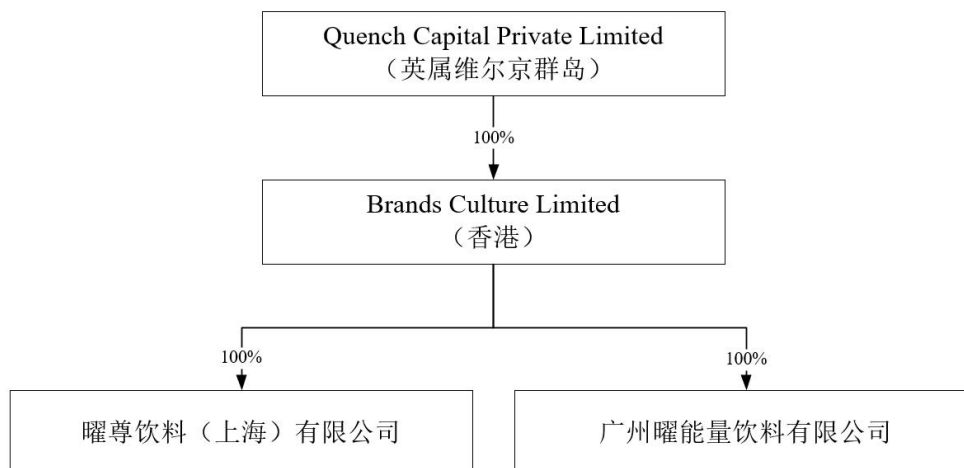 Quench Capital Private Limited
（英属维尔京群岛）
100%
Brands Culture Limited
（香港）
100%
100%
曜尊饮料（上海）有限公司
广州曜能量饮料有限公司